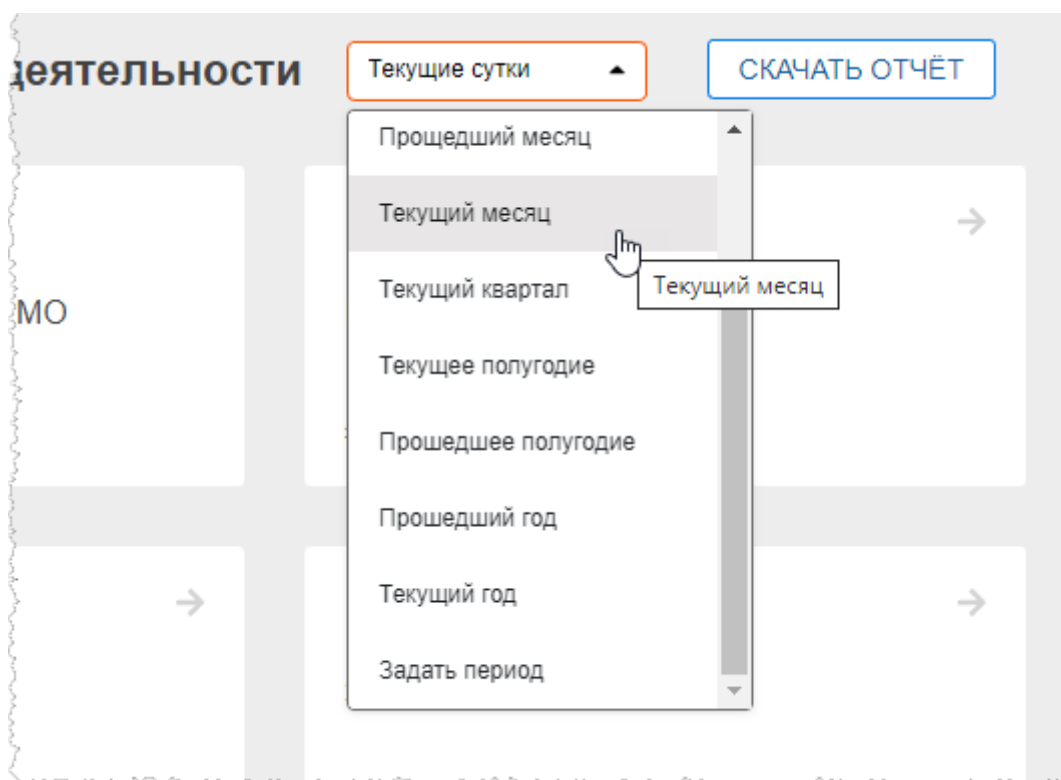 деятельности
Текущие сутки
СКАЧАТЬ ОТЧЁТ
Прощедший месяц
Текущий месяц
Текущий месяц
Текущий квартал
МО
Текущее полугодие
Прошедшее полугодие
Прошедший год
Текущий год
Задать период